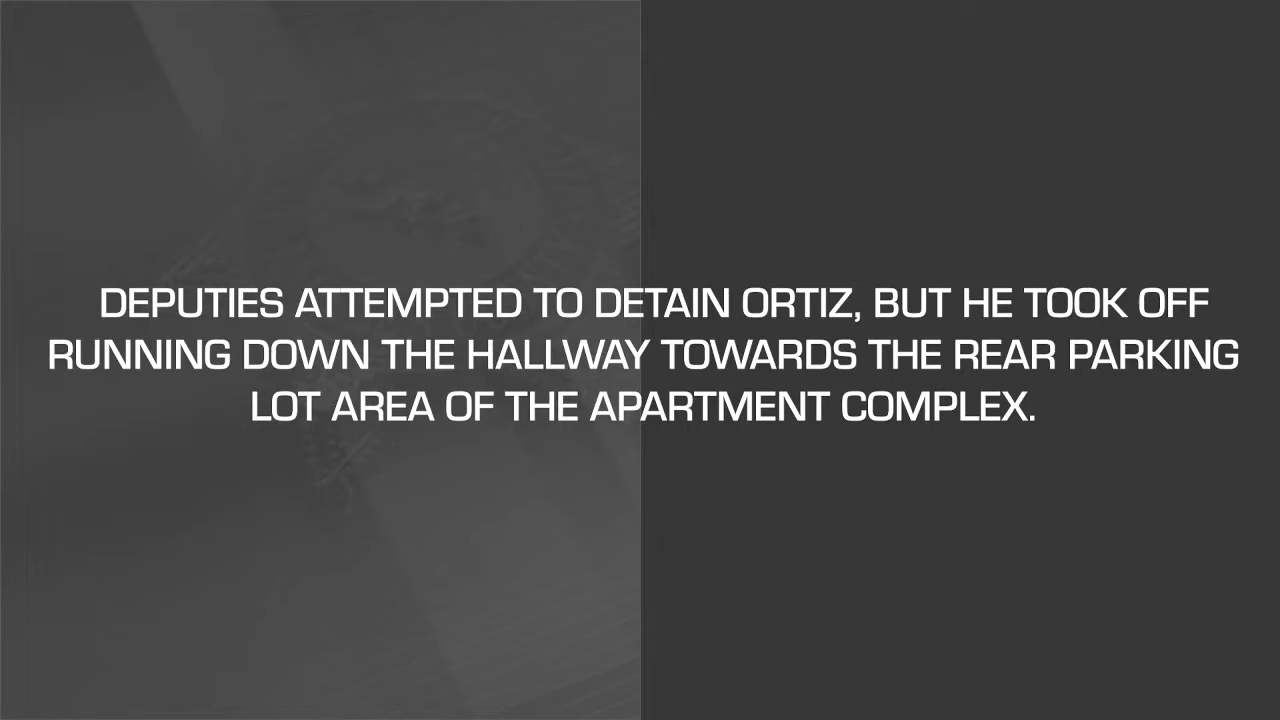 DEPUTIES ATTEMPTED TO DETAIN ORTIZ, BUT HE TOOK OFF
RUNNING DOWN THE HALLWAY TOWARDS THE REAR PARKING
LOT AREA OF THE APARTMENT COMPLEX.